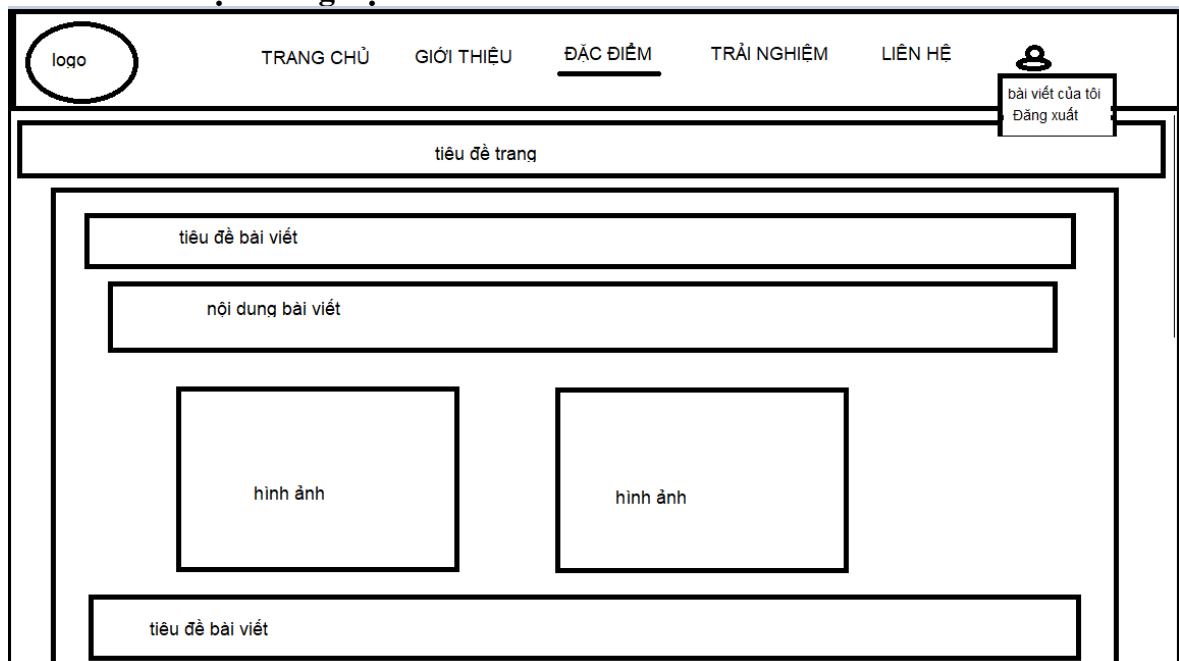 logo
TRANG CHỦ GIỚI THIỆU ĐẶC ĐIỂM TRẢI NGHIỆM LIÊN HỆ
bài viết của tôi
Đăng xuất
tiêu đề trang
tiêu đề bài viết
nội dung bài viết
hình ảnh hình ảnh
tiêu đề bài viết